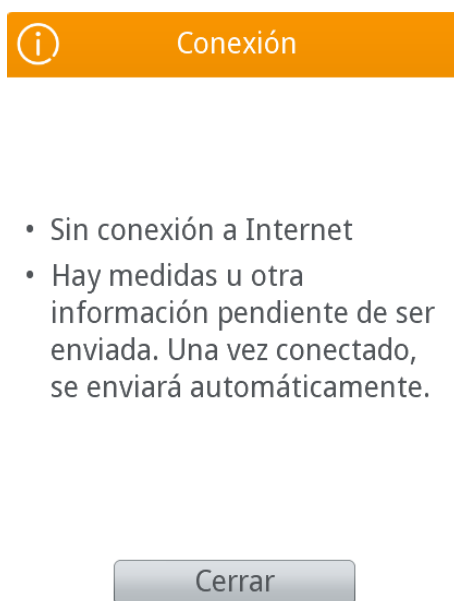 Conexión
• Sin conexión a Internet
• Hay medidas u otra
información pendiente de ser
enviada. Una vez conectado,
se enviará automáticamente.
Cerrar